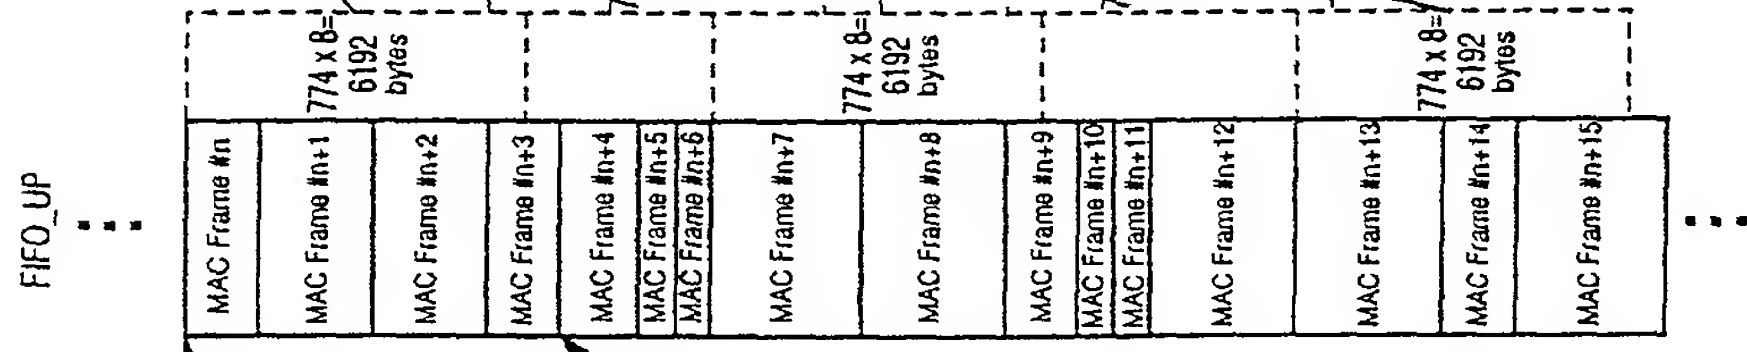 FIFO_UP
774 x 8=
6192
bytes
774 x 8=
6192
bytes
774 x 8=
6192
bytes
MAC Frame #n
MAC Frame #n+1
MAC Frame #n+2
MAC Frame #n+3
MAC Frame #n+4
MAC Frame #n+5
MAC Frame #n+6
MAC Frame #n+7
MAC Frame #n+8
MAC Frame #n+9
MAC Frame #n+10
MAC Frame #n+11
MAC Frame #n+12
MAC Frame #n+13
MAC Frame #n+14
MAC Frame #n+15